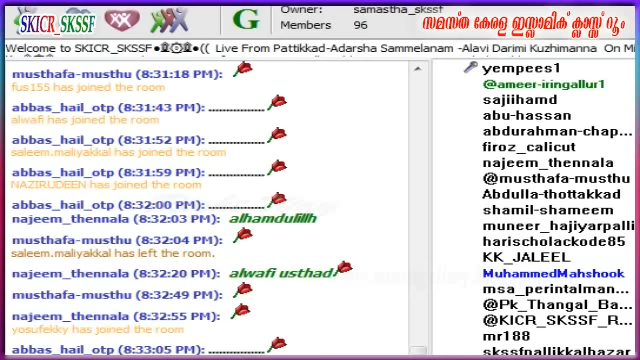 SKICR_SKSSF
Owner: samastha_skssf
Members 96
സമസ്ത കേരള ഇസ്ലാമിക് ക്ലാസ്സ് റൂം
Welcome to SKICR_SKSSF Live From Pattikkad-Adarsha Sammelanam -Alavi Darimi Kuzhimanna On Mi
musthafa-musthu (8:31:18 PM):
fus155 has joined the room
abbas_hail_otp (8:31:43 PM): ................
alwafi has joined the room
abbas_hail_otp (8:31:52 PM): ................
saleem.maliyakkal has joined the room
abbas_hail_otp (8:31:59 PM): ................
NAZIRUDEEN has joined the room
abbas_hail_otp (8:32:00 PM): ................
najeem_thennala (8:32:03 PM): alhamdulillh
musthafa-musthu (8:32:04 PM):
saleem.maliyakkal has left the room.
najeem_thennala (8:32:20 PM): alwafi usthad
musthafa-musthu (8:32:49 PM):
najeem_thennala (8:32:55 PM):
yosufekky has joined the room
abbas_hail_otp (8:33:05 PM): ................
yempees1
@ameer-iringallur1
sajiihamd
abu-hassan
abdurahman-chap...
firoz_calicut
najeem_thennala
@musthafa-musthu
Abdulla-thottakkad
shamil-shameem
muneer_hajiyarpalli
harischolackode85
KK_JALEEL
MuhammedMahshook
msa_perintalman...
@Pk_Thangal_Ba...
@KICR_SKSSF_R...
mr188
skssfpallikkalbazar